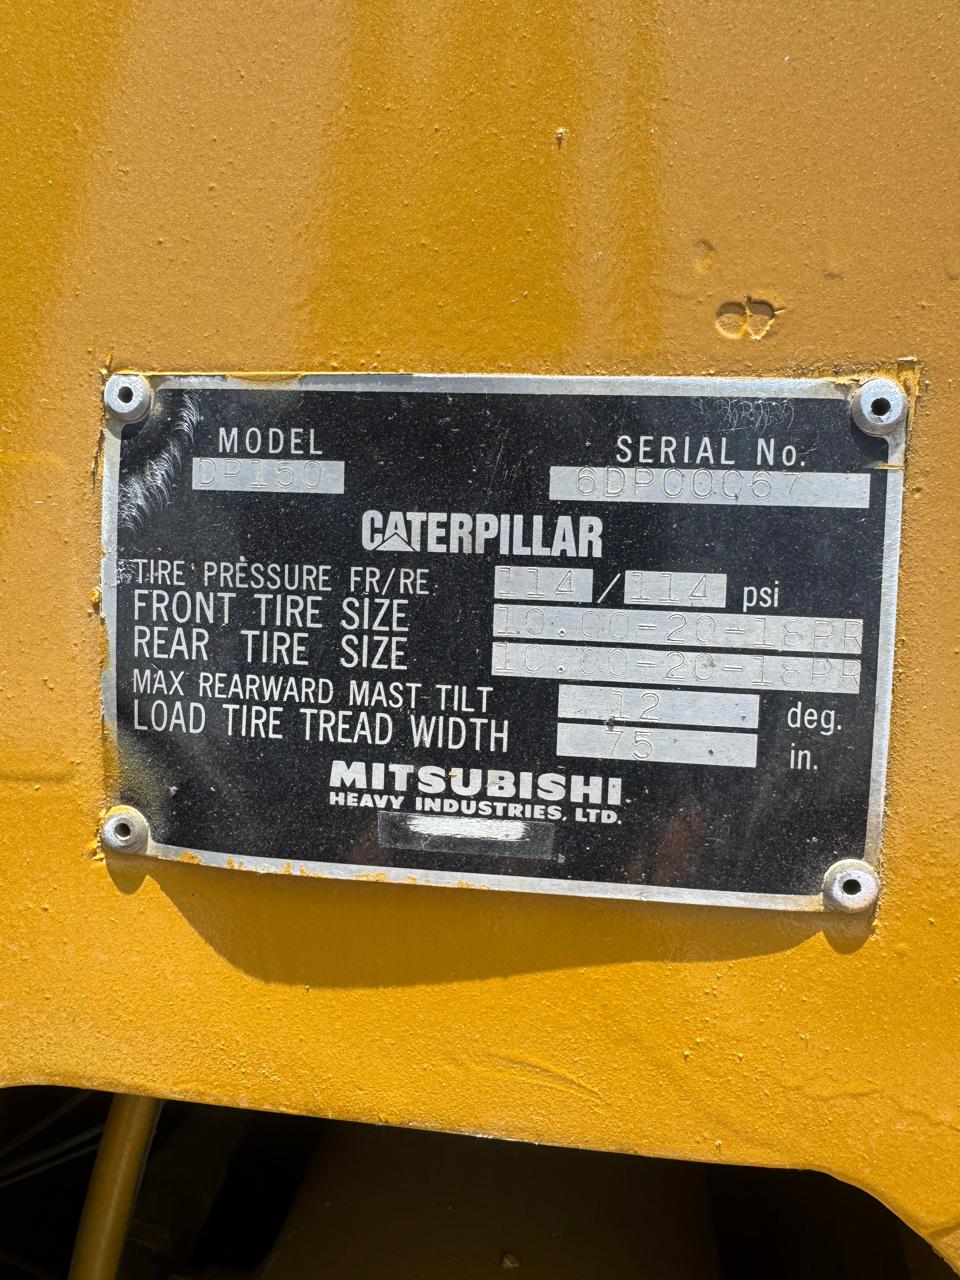 MODEL SERIAL No.
DP150 6DP00067
CATERPILLAR
TIRE PRESSURE FR/RE 114 / 114 psi
FRONT TIRE SIZE 10.00-20-18PR
REAR TIRE SIZE 10.00-20-18PR
MAX REARWARD MAST TILT 12 deg.
LOAD TIRE TREAD WIDTH 75 in.
MITSUBISHI
HEAVY INDUSTRIES, LTD.